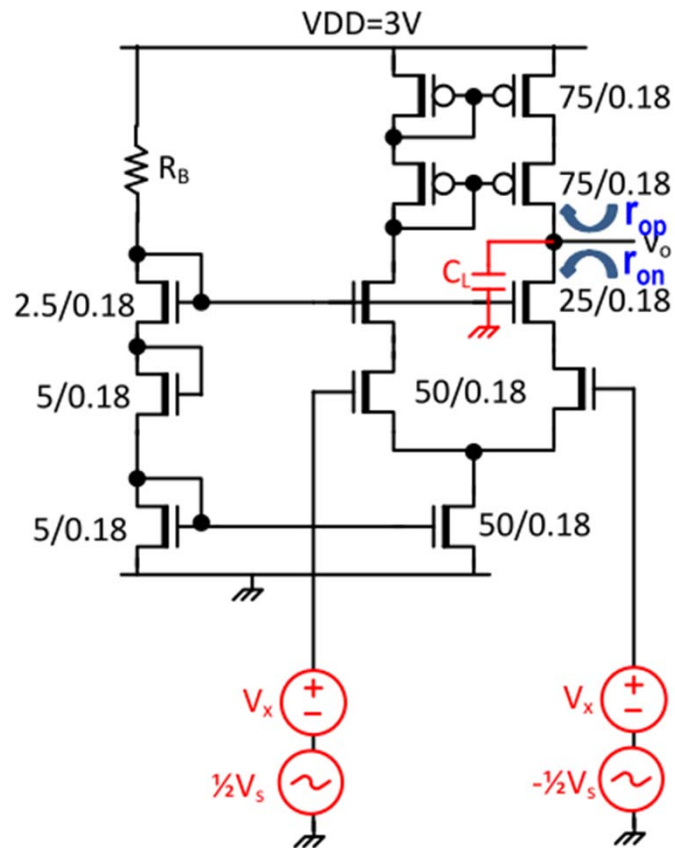 VDD=3V
75/0.18
R_B
75/0.18
r_op
V_o
C_L
r_on
2.5/0.18
25/0.18
5/0.18
50/0.18
5/0.18
50/0.18
+
V_x
−
+
V_x
−
½V_s
-½V_s